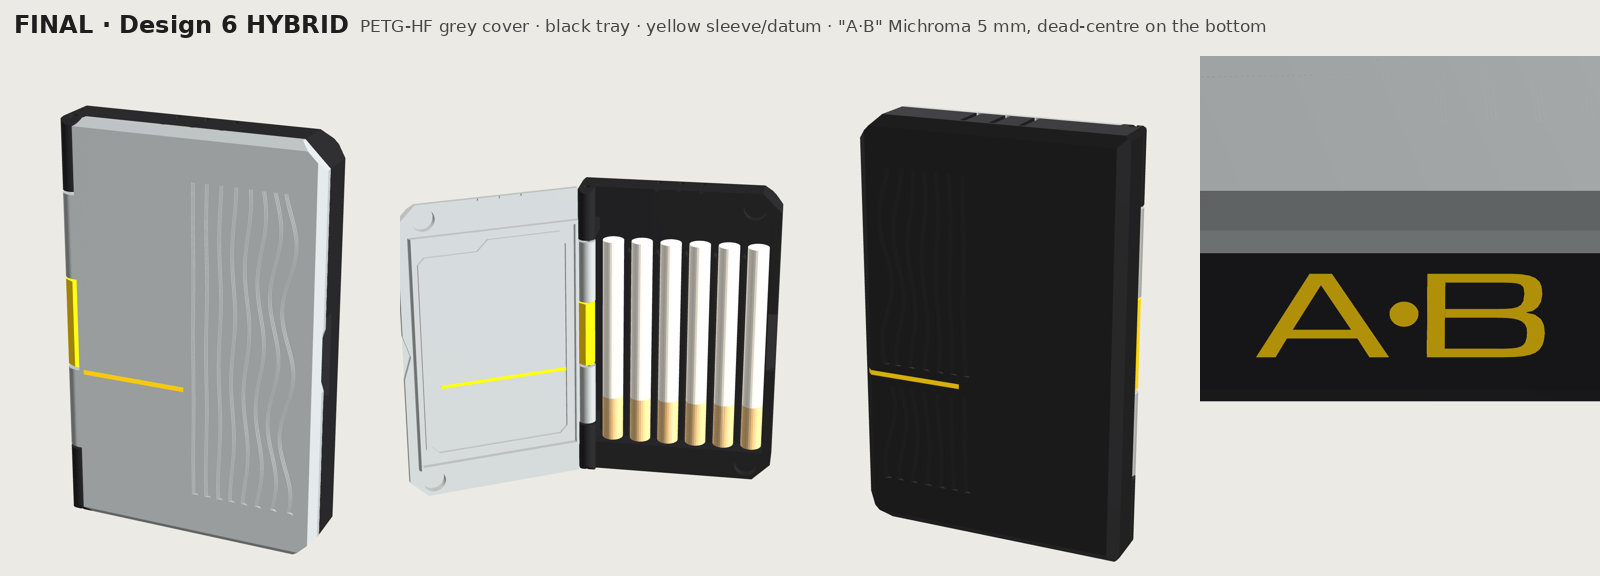 FINAL · Design 6 HYBRID PETG-HF grey cover · black tray · yellow sleeve/datum · "A·B" Michroma 5 mm, dead-centre on the bottom
A·B